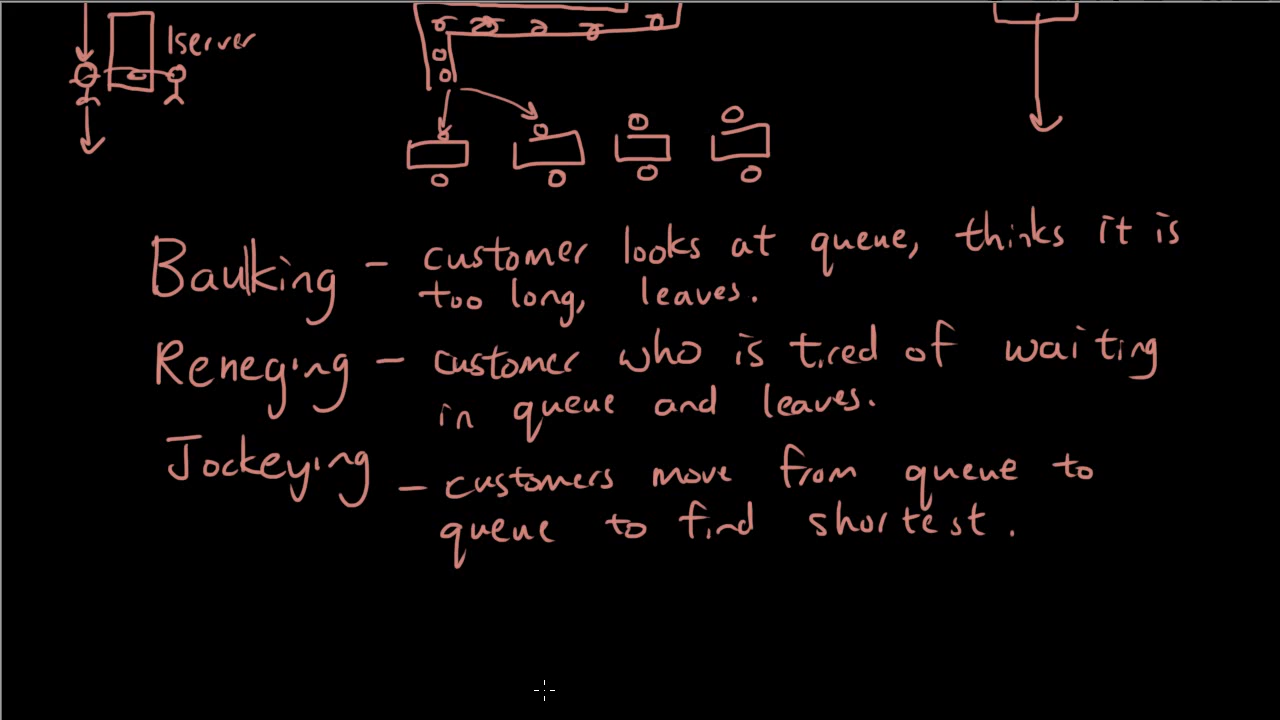 1server
Baulking - customer looks at queue, thinks it is
too long, leaves.
Reneging - customer who is tired of waiting
in queue and leaves.
Jockeying - customers move from queue to
queue to find shortest.